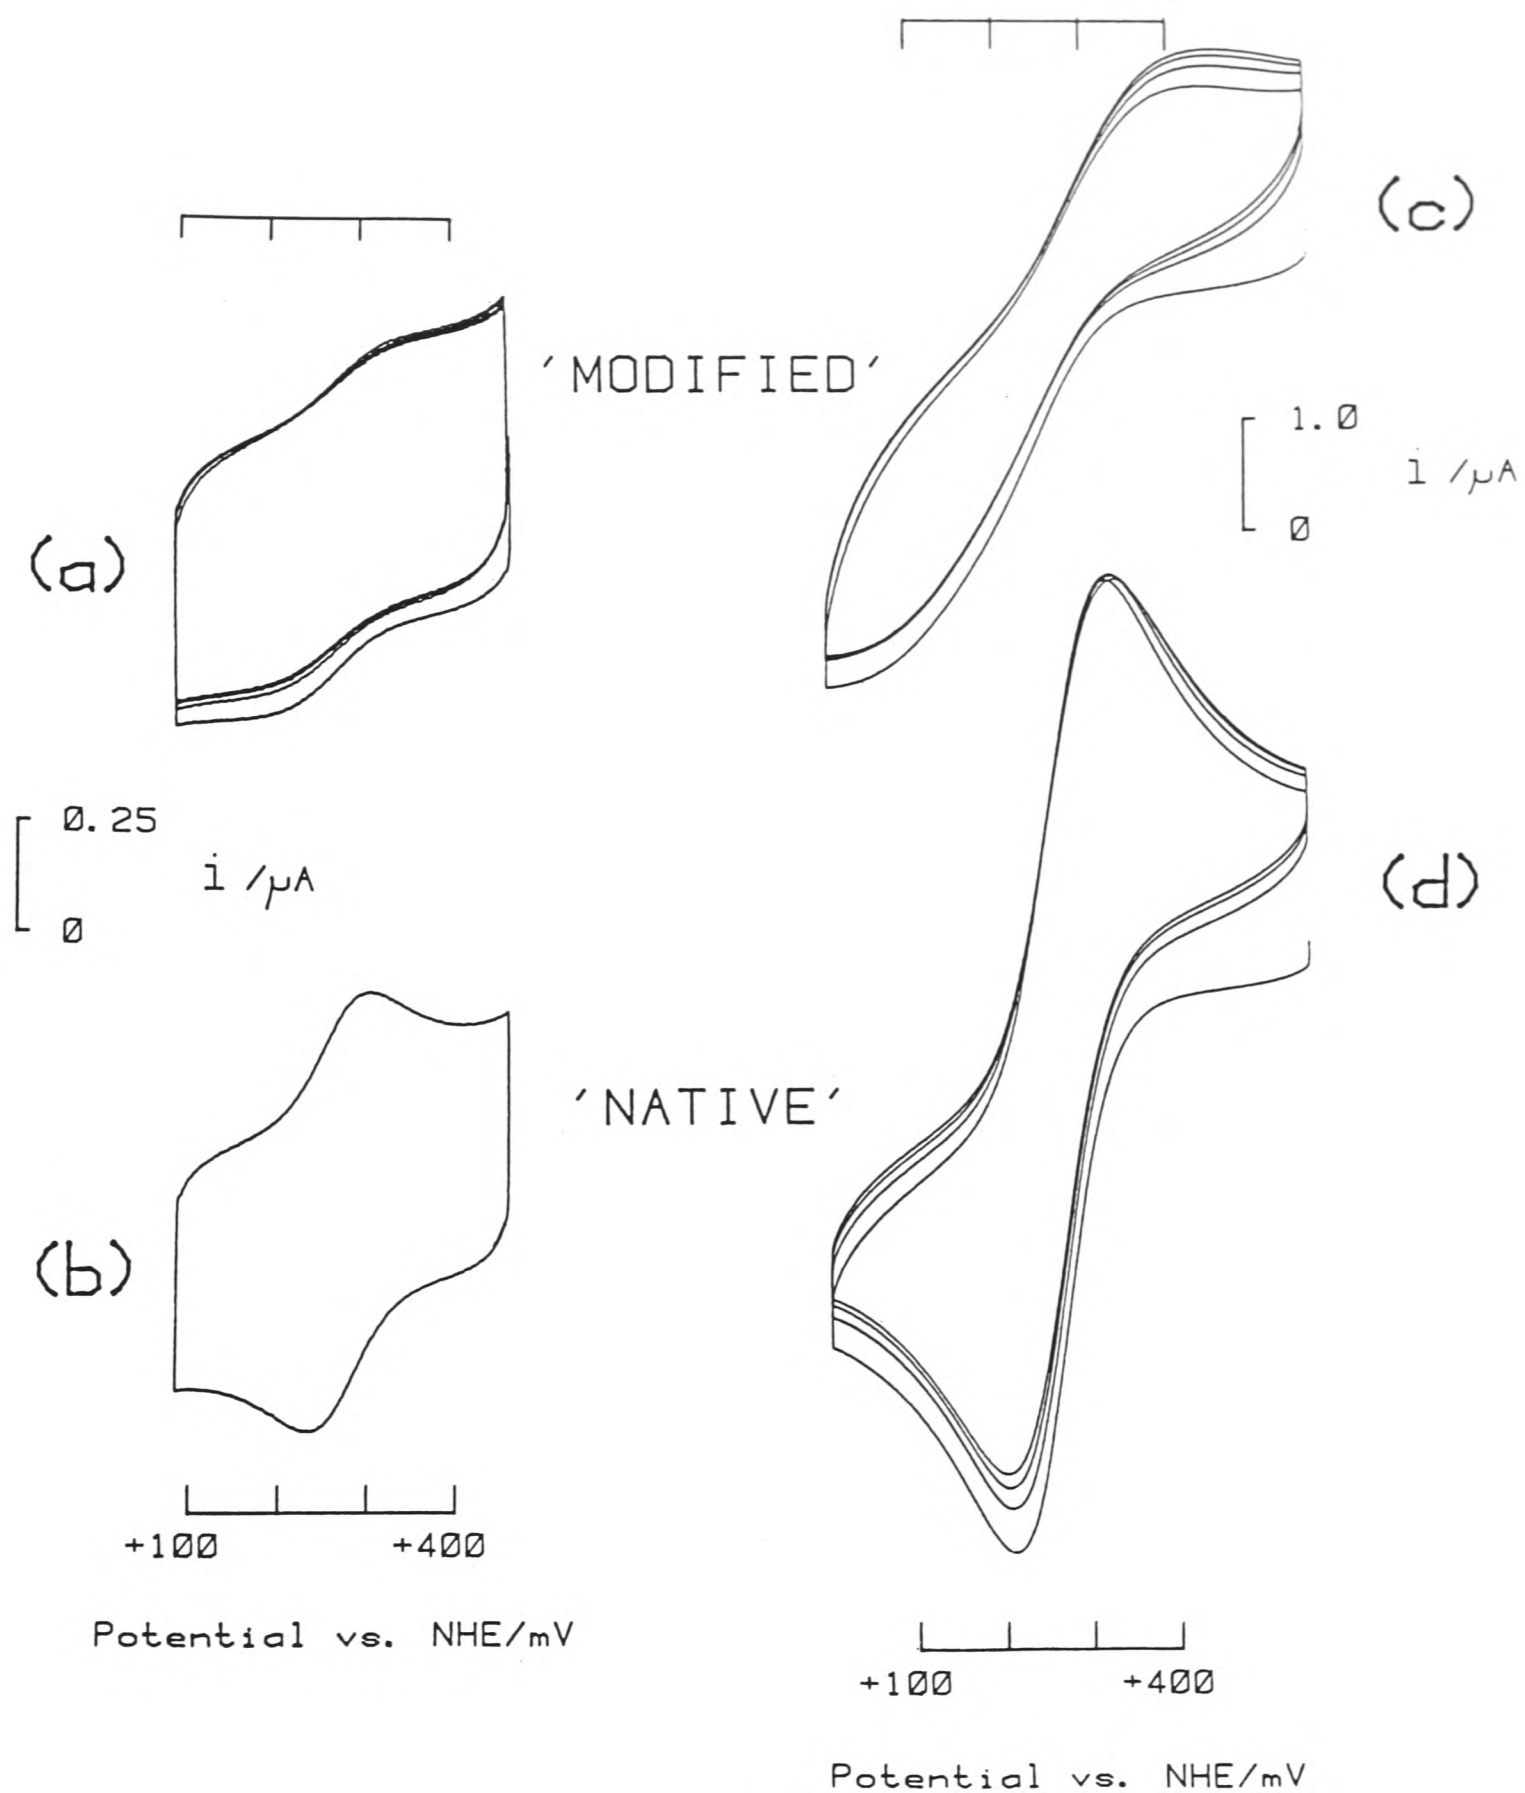 (c)
'MODIFIED'
1.0
i /μA
0
(a)
0.25
i /μA
0
(d)
'NATIVE'
(b)
+100 +400
Potential vs. NHE/mV
+100 +400
Potential vs. NHE/mV